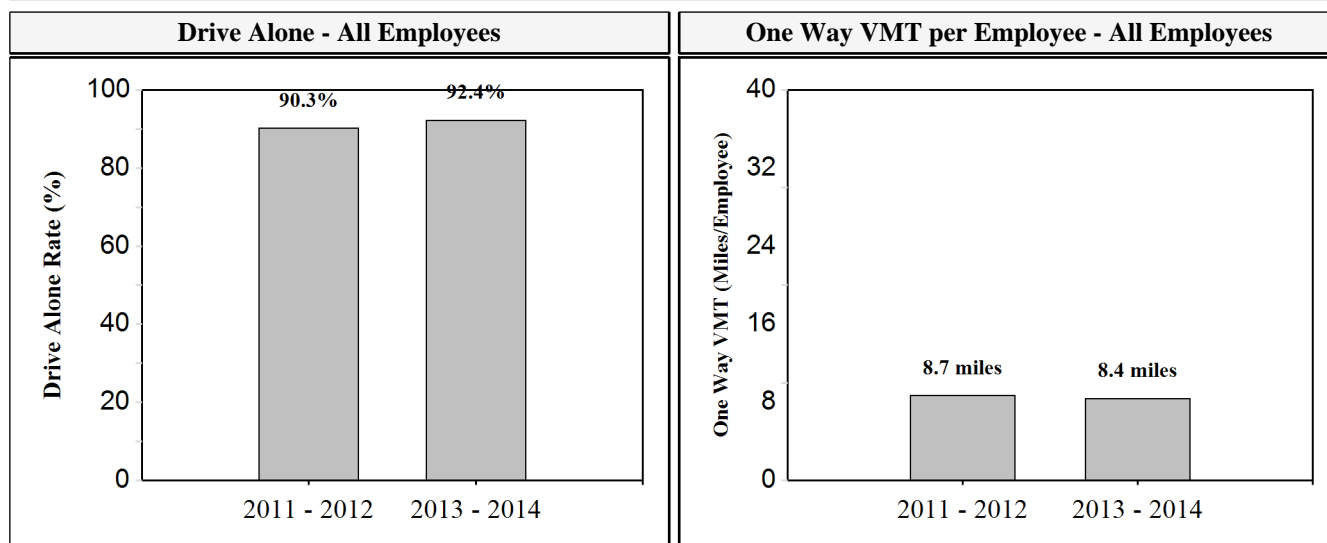 Drive Alone - All Employees
One Way VMT per Employee - All Employees
Drive Alone Rate (%)
100
80
60
40
20
0
90.3%
92.4%
2011 - 2012
2013 - 2014
One Way VMT (Miles/Employee)
40
32
24
16
8
0
8.7 miles
8.4 miles
2011 - 2012
2013 - 2014